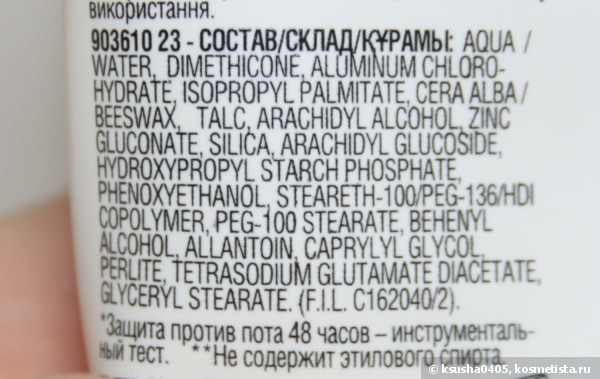 використання.
903610 23 - СОСТАВ/СКЛАД/ҚҰРАМЫ: AQUA /
WATER, DIMETHICONE, ALUMINUM CHLORO-
HYDRATE, ISOPROPYL PALMITATE, CERA ALBA /
BEESWAX, TALC, ARACHIDYL ALCOHOL, ZINC
GLUCONATE, SILICA, ARACHIDYL GLUCOSIDE,
HYDROXYPROPYL STARCH PHOSPHATE,
PHENOXYETHANOL, STEARETH-100/PEG-136/HDI
COPOLYMER, PEG-100 STEARATE, BEHENYL
ALCOHOL, ALLANTOIN, CAPRYLYL GLYCOL,
PERLITE, TETRASODIUM GLUTAMATE DIACETATE,
GLYCERYL STEARATE. (F.I.L. C162040/2).
*Защита против пота 48 часов – инструменталь-
ный тест. **Не содержит этилового спирта.
© ksusha0405, kosmetista.ru